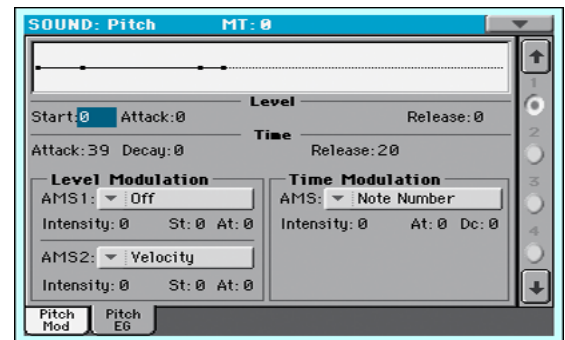 SOUND: Pitch MT:0
Level
Start:0 Attack:0 Release:0
Time
Attack:39 Decay:0 Release:20
Level Modulation
AMS1: Off
Intensity:0 St:0 At:0
AMS2: Velocity
Intensity:0 St:0 At:0
Time Modulation
AMS: Note Number
Intensity:0 At:0 Dc:0
1
2
3
4
Pitch Mod
Pitch EG